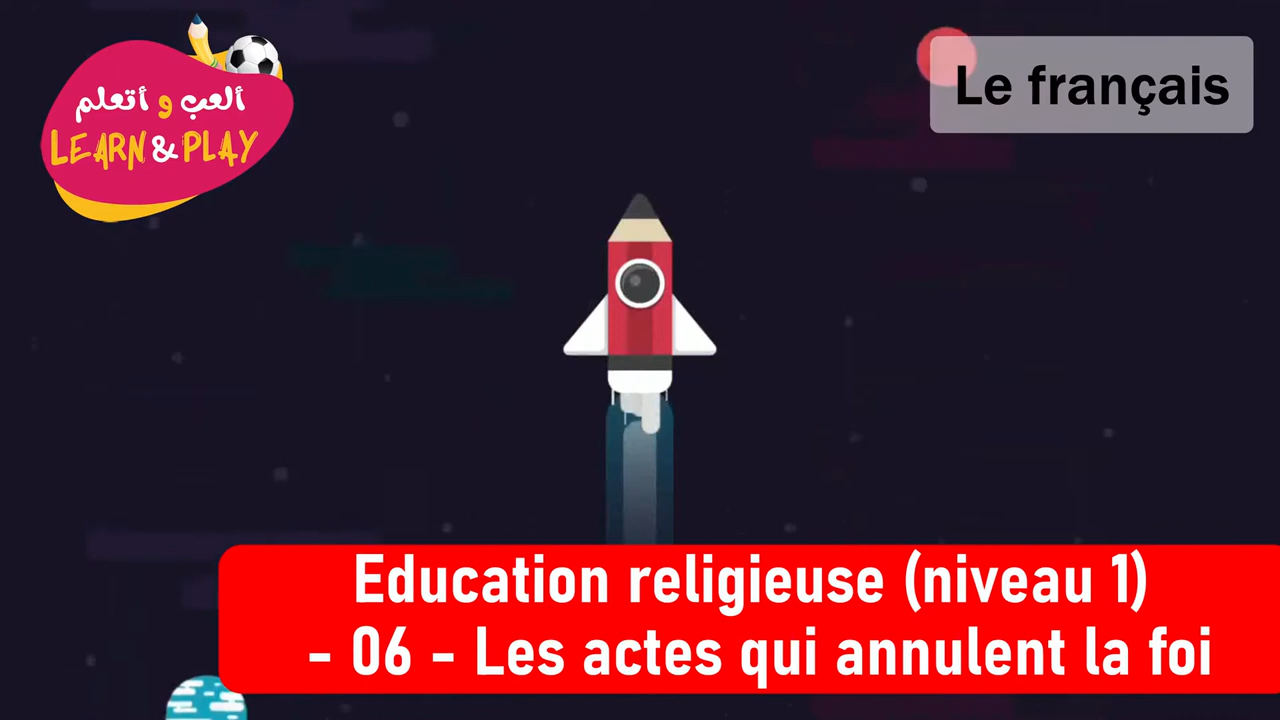 ألعب و أتعلم
LEARN & PLAY
Le français
Education religieuse (niveau 1)
- 06 - Les actes qui annulent la foi